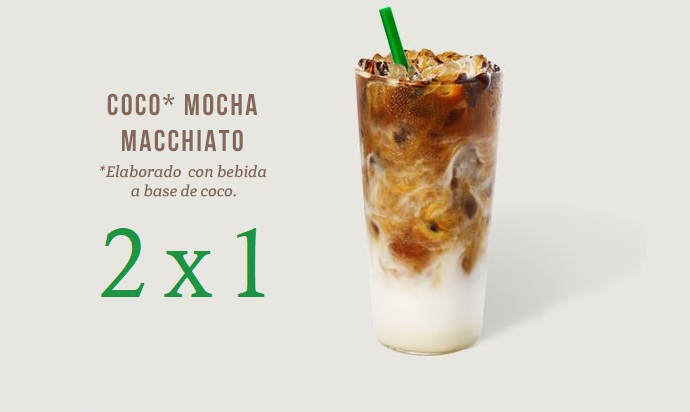 COCO* MOCHA
MACCHIATO
*Elaborado con bebida
a base de coco.
2 x 1